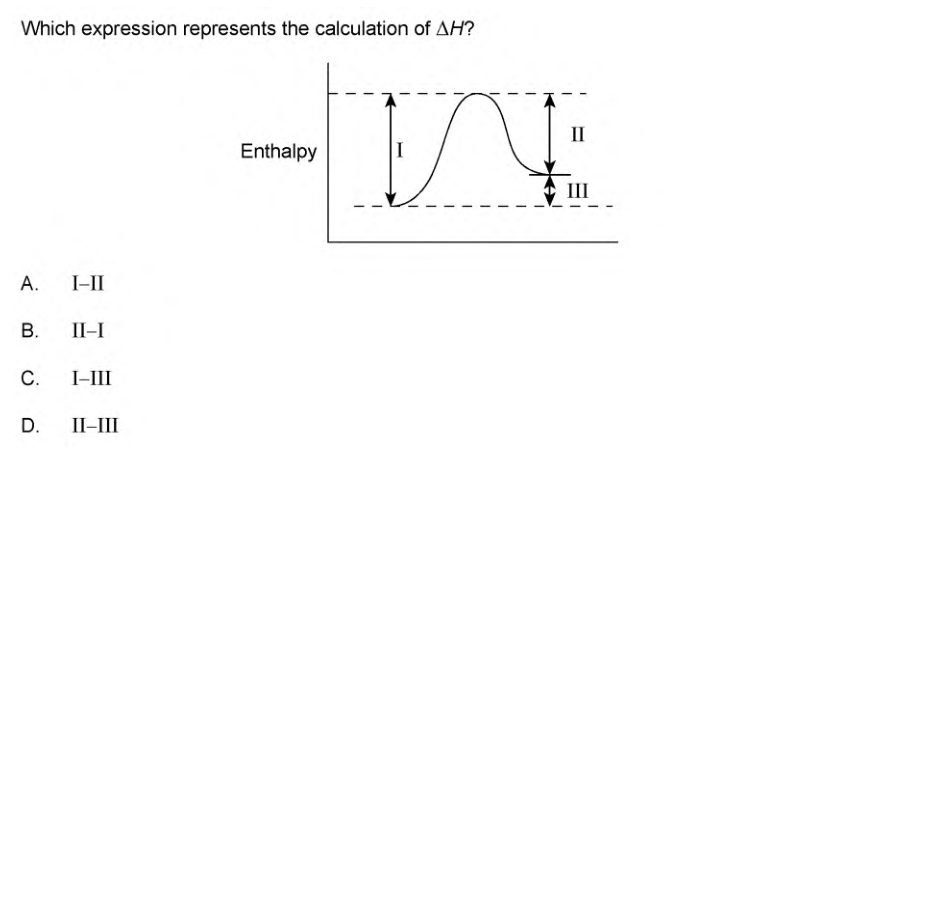 Which expression represents the calculation of ΔH?
II
Enthalpy
I
III
A. I–II
B. II–I
C. I–III
D. II–III